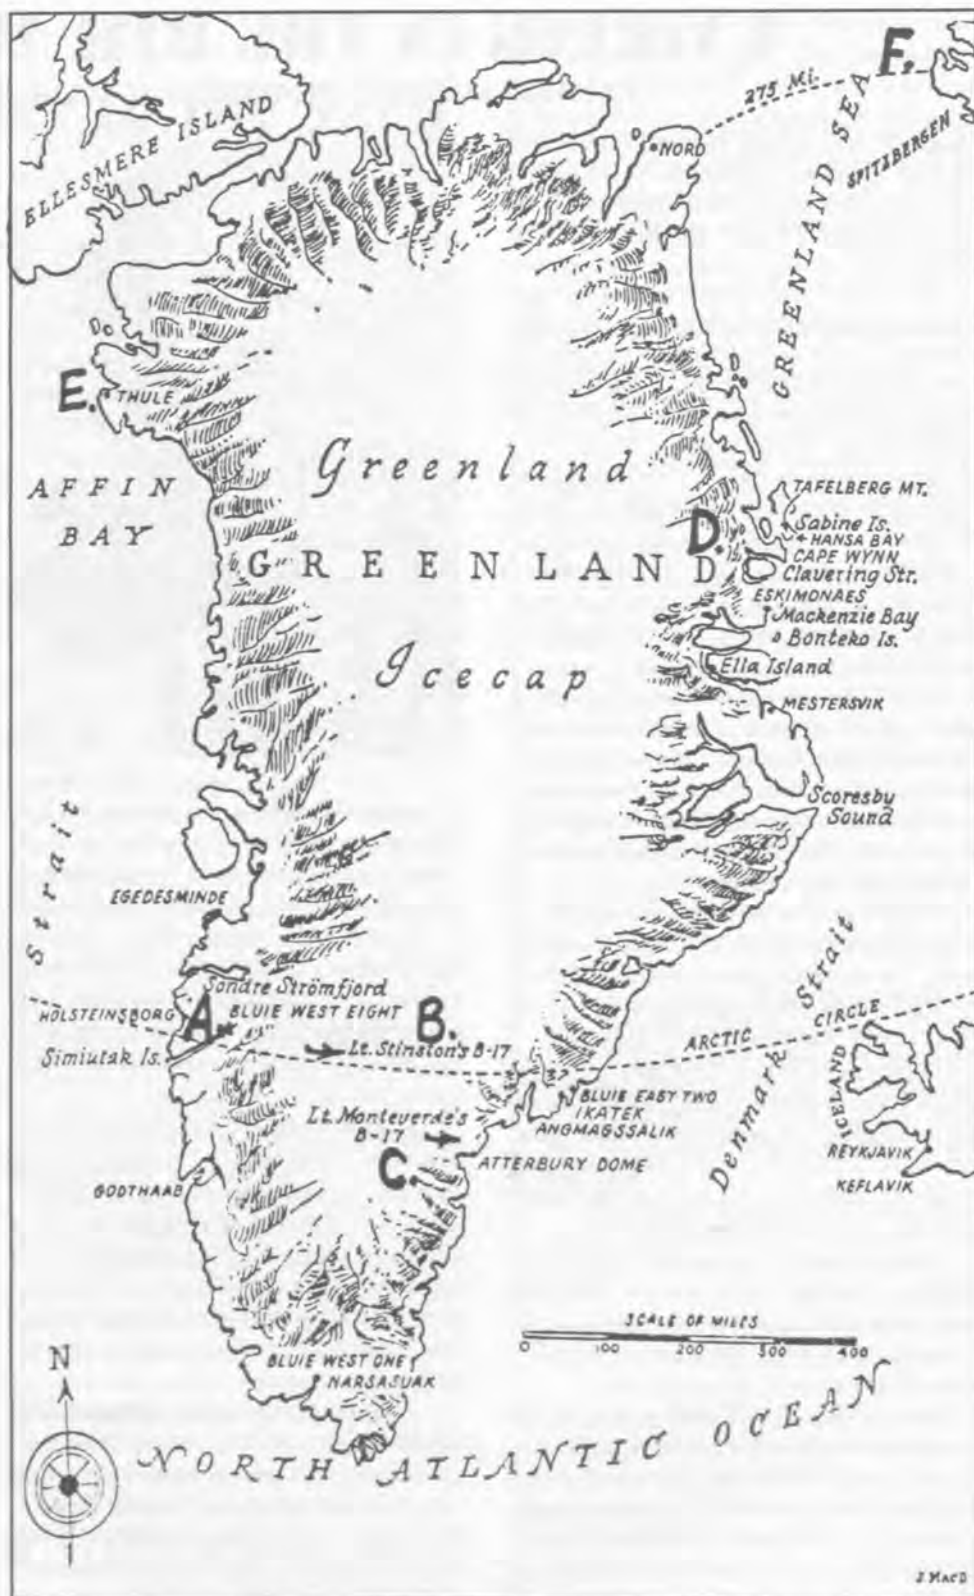 F.
275 Mi.
ELLESMERE ISLAND
NORD
SPITZBERGEN
GREENLAND SEA
E.
THULE
AFFIN
BAY
Greenland
GREENLAND
Icecap
D.
TAFELBERG MT.
Sabine Is.
HANSA BAY
CAPE WYNN
Clavering Str.
ESKIMONAES
Mackenzie Bay
Bonteko Is.
Ella Island
MESTERSVIK
Scoresby
Sound
Strait
EGEDESMINDE
Sondre Strömfjord
HOLSTEINSBORG
A.
BLUIE WEST EIGHT
B.
Simiutak Is.
Lt. Stinston's B-17
ARCTIC CIRCLE
Denmark Strait
Lt. Monteverde's
B-17
BLUIE EAST TWO
IKATEK
ANGMAGSSALIK
C.
ATTERBURY DOME
GODTHAAB
ICELAND
REYKJAVIK
KEFLAVIK
SCALE OF MILES
0 100 200 300 400
BLUIE WEST ONE
NARSASUAK
N
NORTH ATLANTIC OCEAN
J. MACD